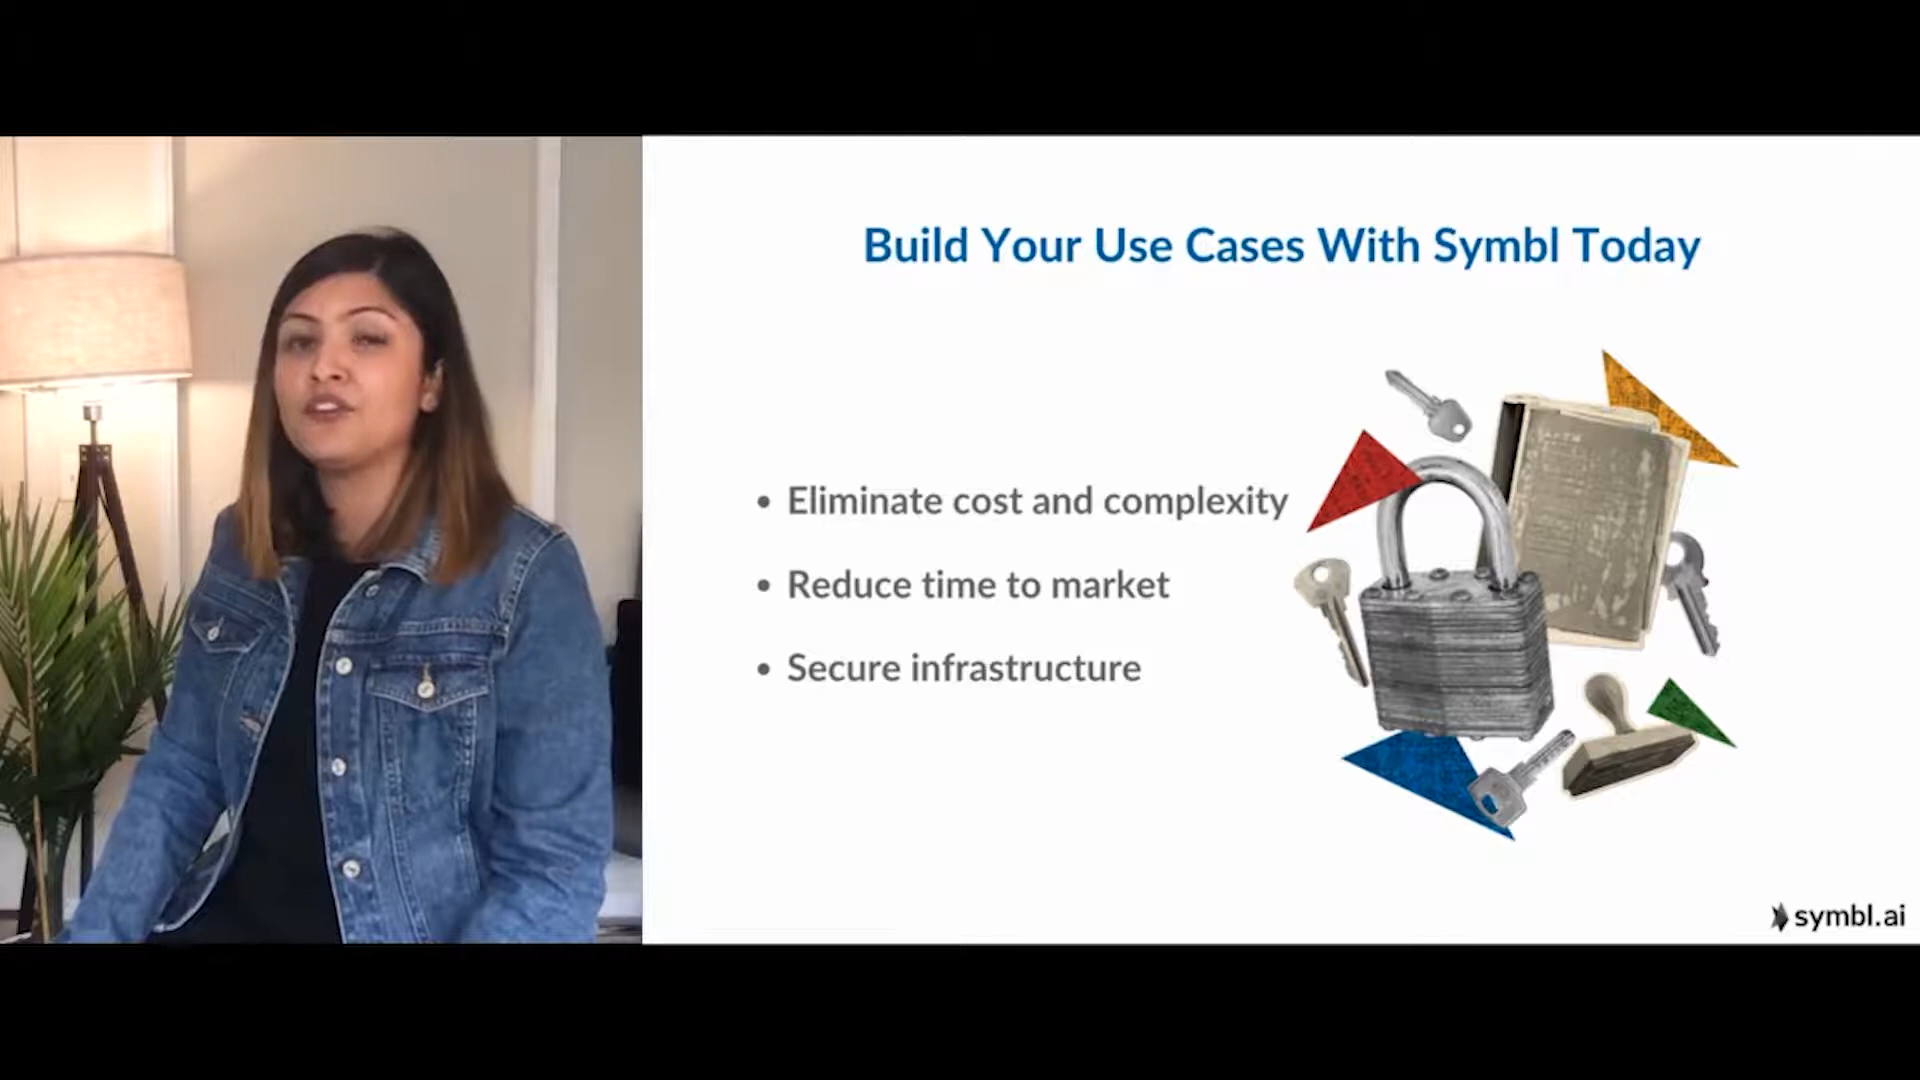 Build Your Use Cases With Symbl Today
• Eliminate cost and complexity
• Reduce time to market
• Secure infrastructure
symbl.ai